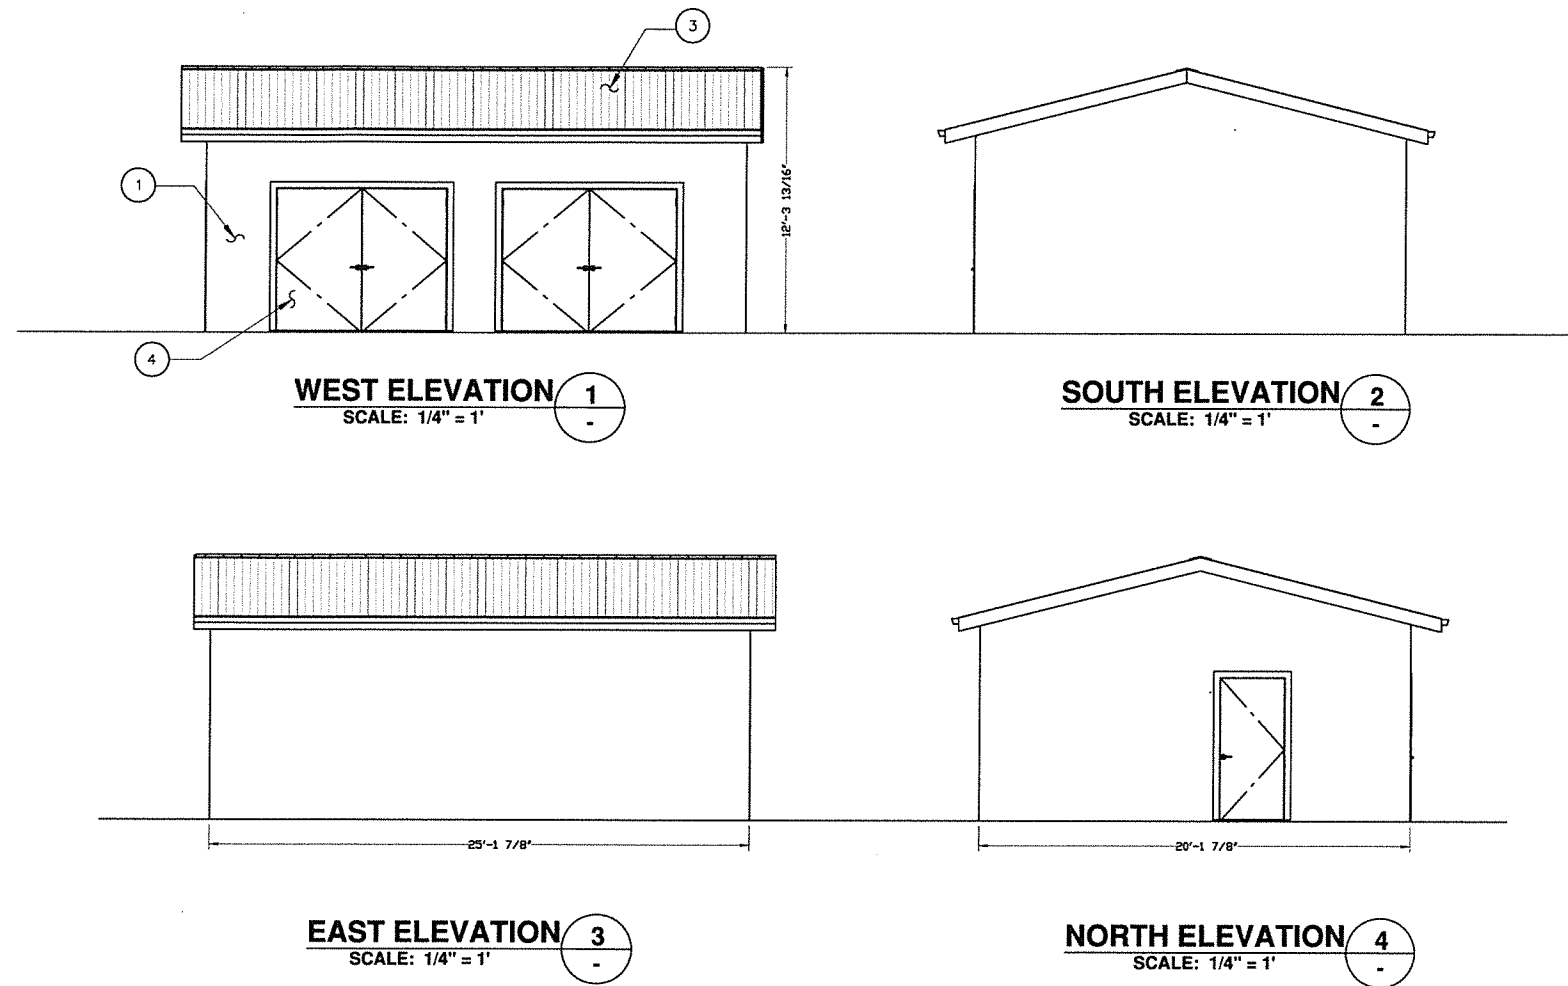 3
1
12'-3 13/16"
4
WEST ELEVATION 1
SCALE: 1/4" = 1' -
SOUTH ELEVATION 2
SCALE: 1/4" = 1' -
25'-1 7/8"
20'-1 7/8"
EAST ELEVATION 3
SCALE: 1/4" = 1' -
NORTH ELEVATION 4
SCALE: 1/4" = 1' -